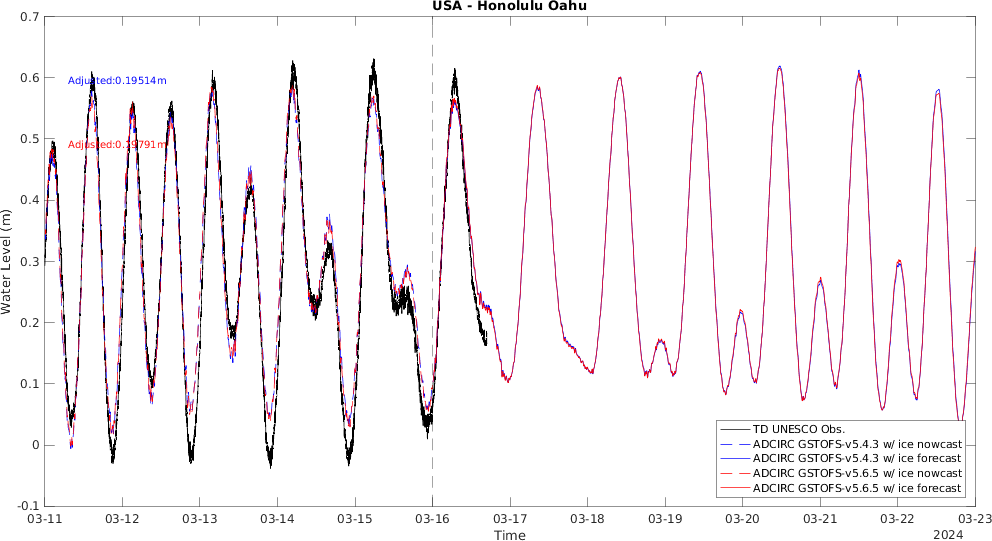 USA - Honolulu Oahu
0.7
0.6
0.5
0.4
0.3
0.2
0.1
0
-0.1
Water Level (m)
Adjusted:0.19514m
Adjusted:0.19791m
TD UNESCO Obs.
ADCIRC GSTOFS-v5.4.3 w/ ice nowcast
ADCIRC GSTOFS-v5.4.3 w/ ice forecast
ADCIRC GSTOFS-v5.6.5 w/ ice nowcast
ADCIRC GSTOFS-v5.6.5 w/ ice forecast
03-11 03-12 03-13 03-14 03-15 03-16 03-17 03-18 03-19 03-20 03-21 03-22 03-23
Time
2024